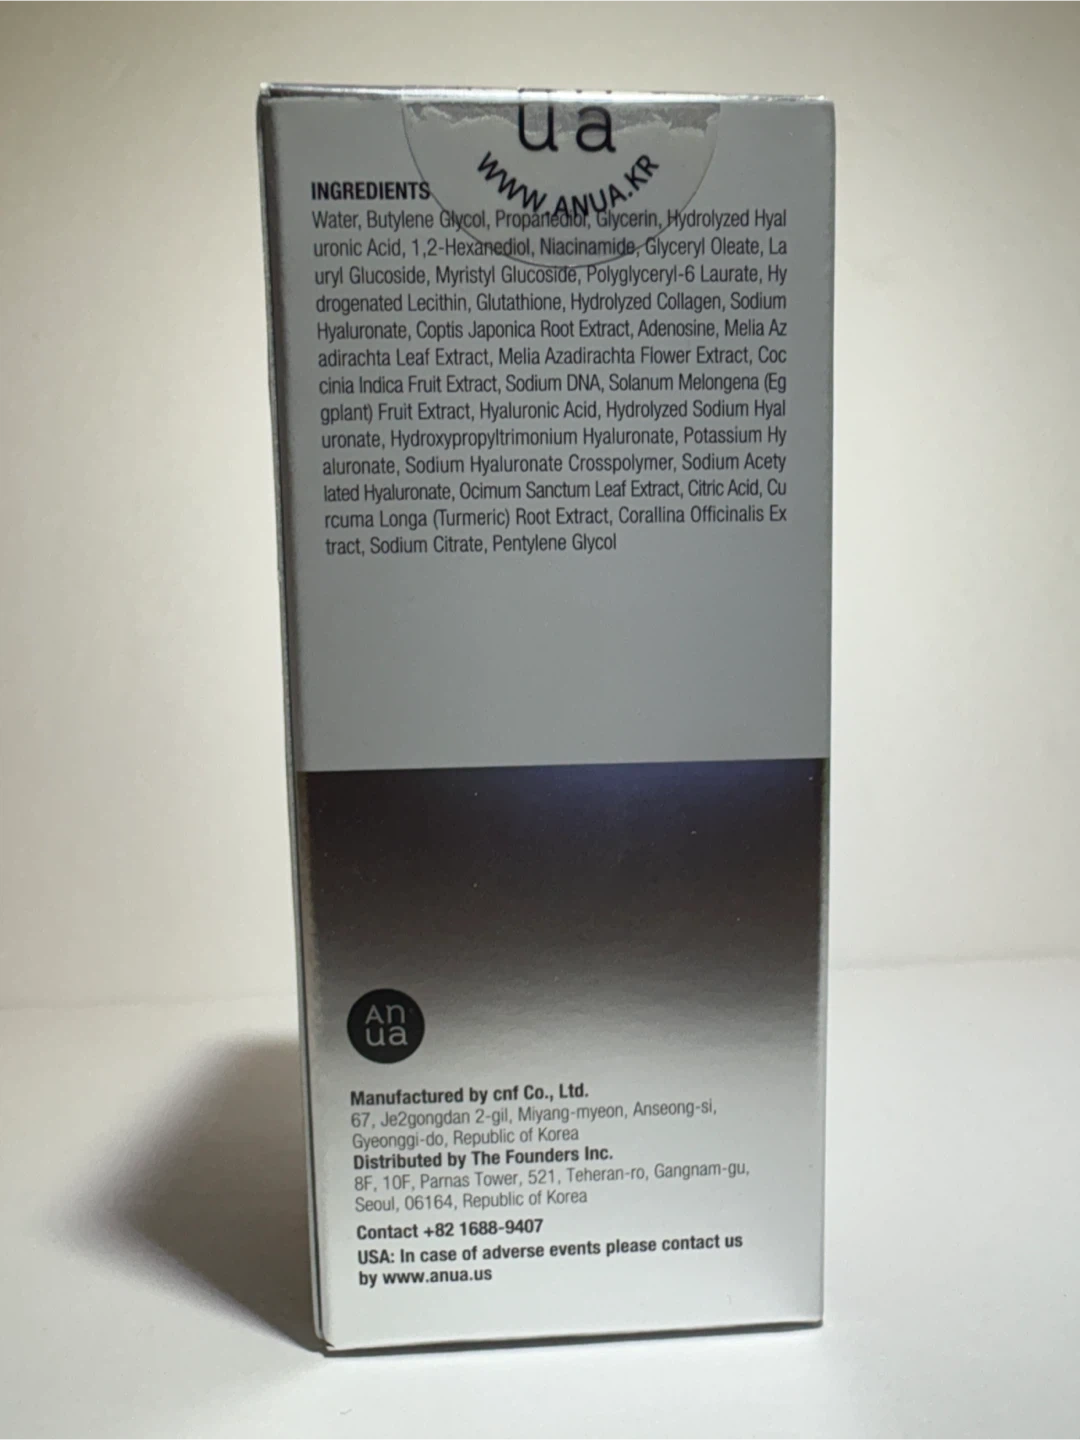 ua
WWW.ANUA.KR
INGREDIENTS
Water, Butylene Glycol, Propanediol, Glycerin, Hydrolyzed Hyal
uronic Acid, 1,2-Hexanediol, Niacinamide, Glyceryl Oleate, La
uryl Glucoside, Myristyl Glucoside, Polyglyceryl-6 Laurate, Hy
drogenated Lecithin, Glutathione, Hydrolyzed Collagen, Sodium
Hyaluronate, Coptis Japonica Root Extract, Adenosine, Melia Az
adirachta Leaf Extract, Melia Azadirachta Flower Extract, Coc
cinia Indica Fruit Extract, Sodium DNA, Solanum Melongena (Eg
gplant) Fruit Extract, Hyaluronic Acid, Hydrolyzed Sodium Hyal
uronate, Hydroxypropyltrimonium Hyaluronate, Potassium Hy
aluronate, Sodium Hyaluronate Crosspolymer, Sodium Acety
lated Hyaluronate, Ocimum Sanctum Leaf Extract, Citric Acid, Cu
rcuma Longa (Turmeric) Root Extract, Corallina Officinalis Ex
tract, Sodium Citrate, Pentylene Glycol
An
ua
Manufactured by cnf Co., Ltd.
67, Je2gongdan 2-gil, Miyang-myeon, Anseong-si,
Gyeonggi-do, Republic of Korea
Distributed by The Founders Inc.
8F, 10F, Parnas Tower, 521, Teheran-ro, Gangnam-gu,
Seoul, 06164, Republic of Korea
Contact +82 1688-9407
USA: In case of adverse events please contact us
by www.anua.us